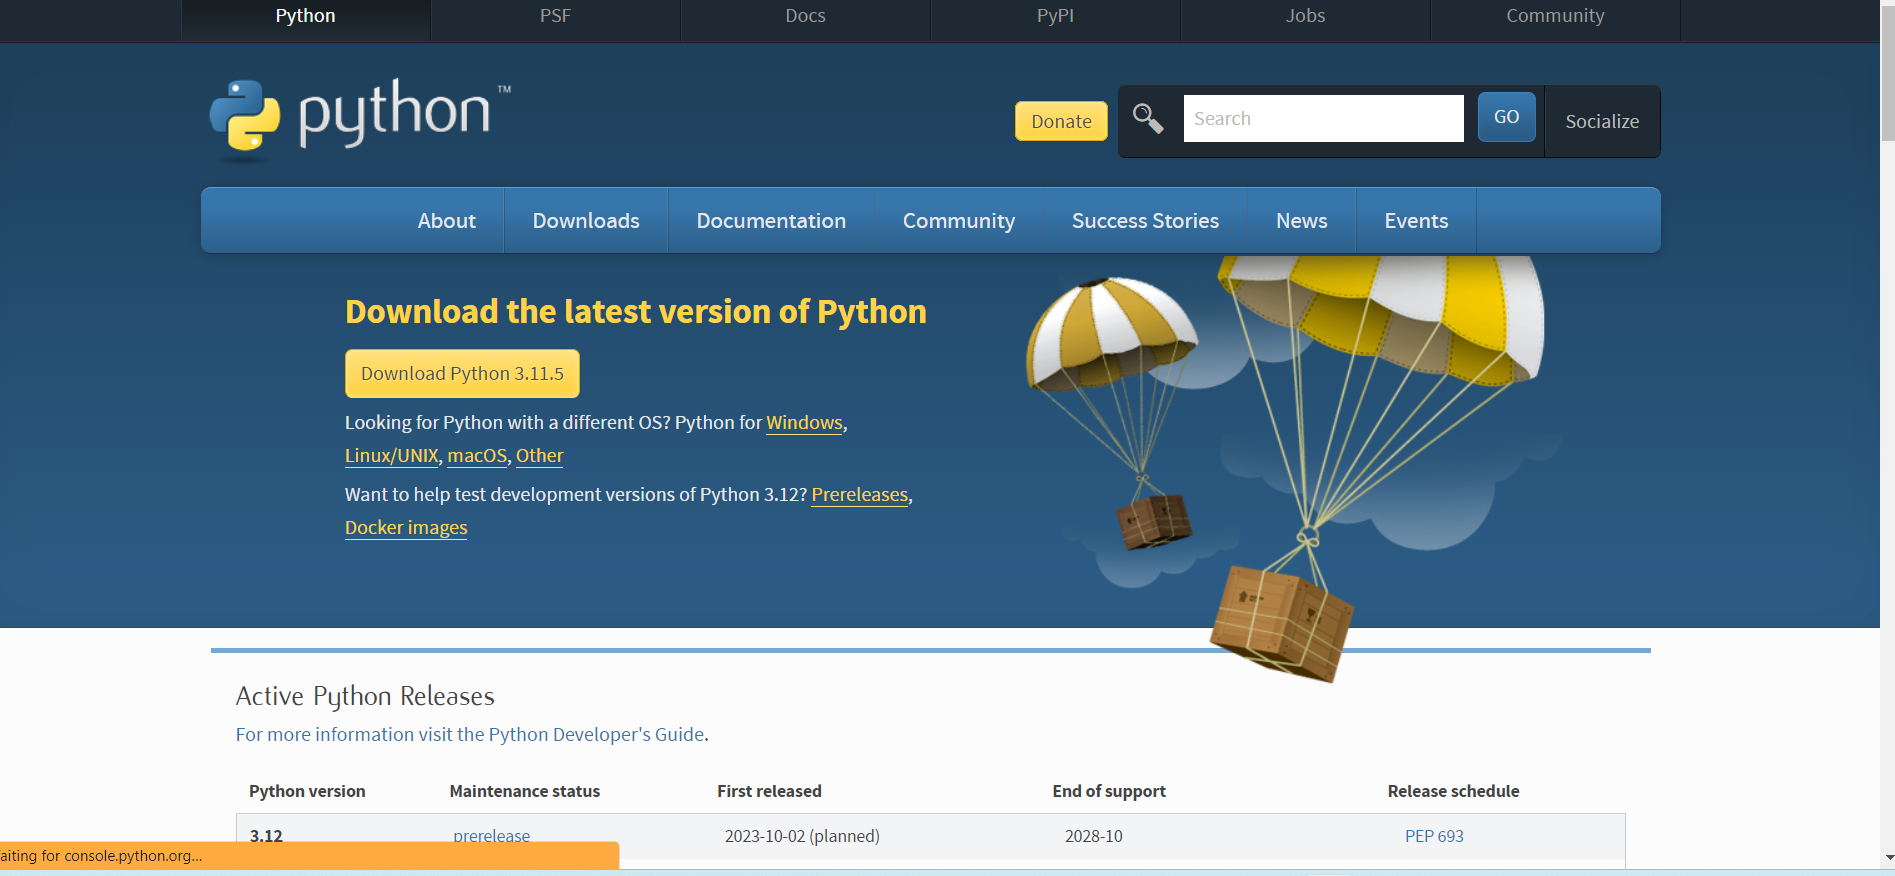 Python PSF Docs PyPI Jobs Community
python™
Donate Search GO Socialize
About Downloads Documentation Community Success Stories News Events
Download the latest version of Python
Download Python 3.11.5
Looking for Python with a different OS? Python for Windows,
Linux/UNIX, macOS, Other
Want to help test development versions of Python 3.12? Prereleases,
Docker images
Active Python Releases
For more information visit the Python Developer's Guide.
Python version Maintenance status First released End of support Release schedule
3.12 prerelease 2023-10-02 (planned) 2028-10 PEP 693
aiting for console.python.org...